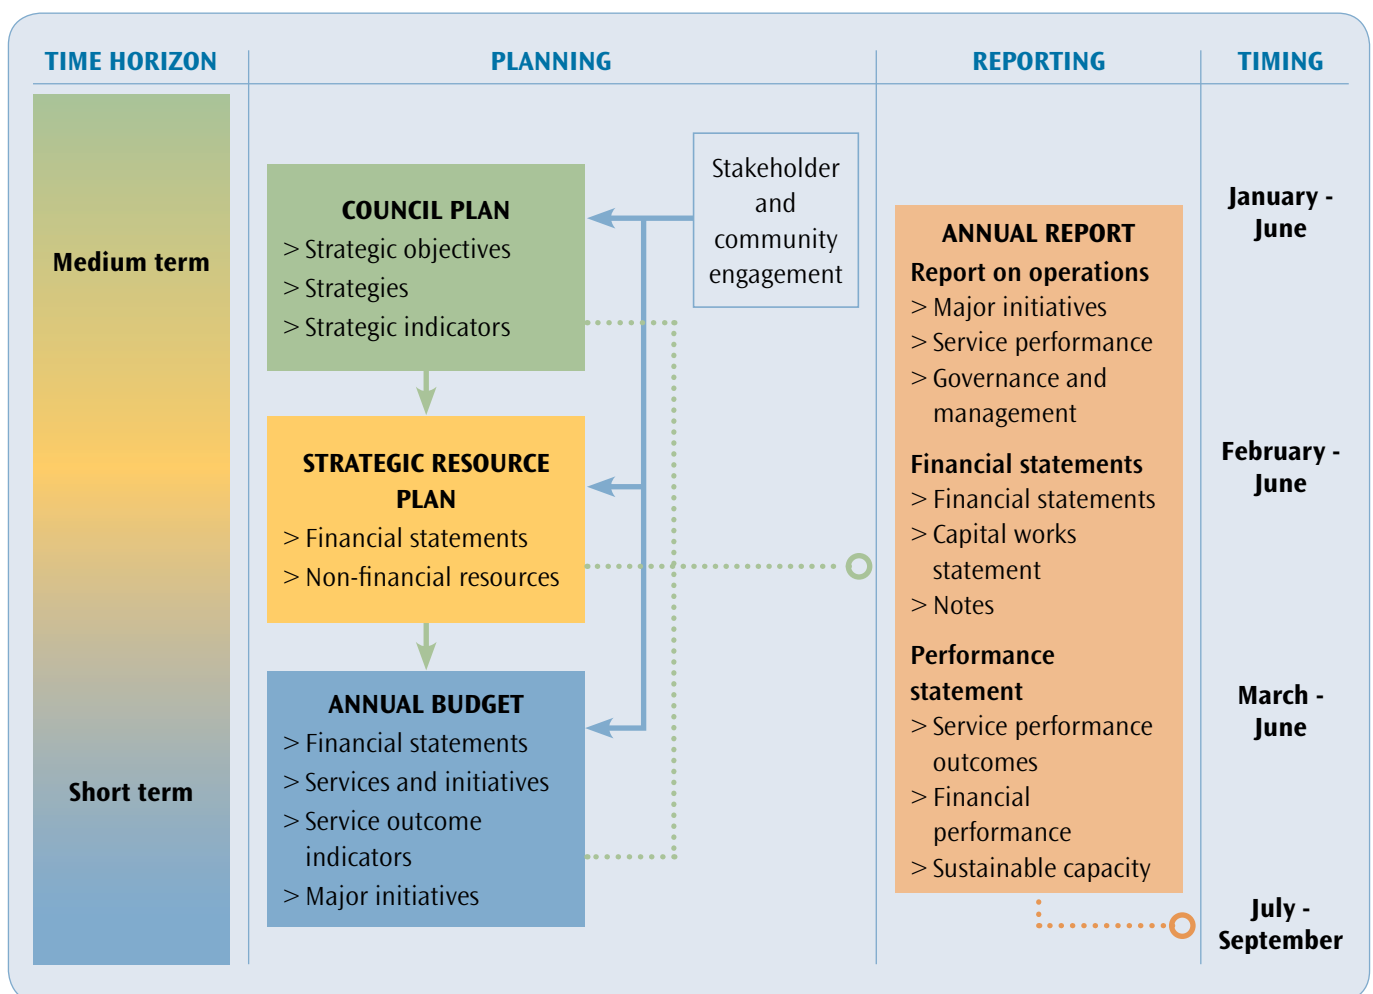 TIME HORIZON
PLANNING
REPORTING
TIMING
Medium term
Short term
COUNCIL PLAN
> Strategic objectives
> Strategies
> Strategic indicators
STRATEGIC RESOURCE
PLAN
> Financial statements
> Non-financial resources
ANNUAL BUDGET
> Financial statements
> Services and initiatives
> Service outcome
indicators
> Major initiatives
Stakeholder
and
community
engagement
ANNUAL REPORT
Report on operations
> Major initiatives
> Service performance
> Governance and
management
Financial statements
> Financial statements
> Capital works
statement
> Notes
Performance
statement
> Service performance
outcomes
> Financial
performance
> Sustainable capacity
January -
June
February -
June
March -
June
July -
September